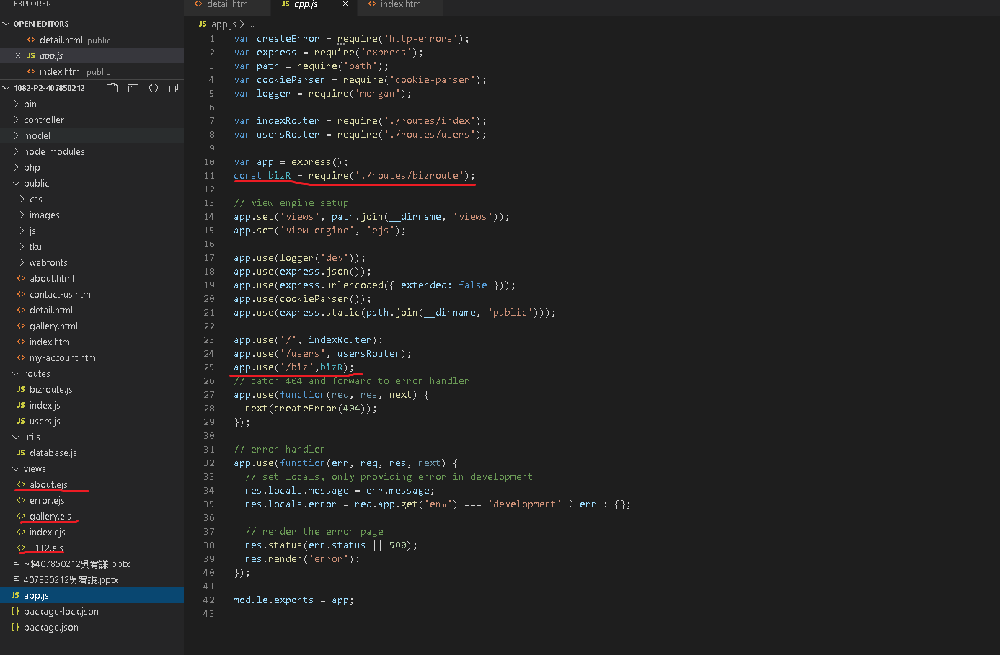 EXPLORER
OPEN EDITORS
detail.html public
app.js
index.html public
1082-P2-407850212
bin
controller
model
node_modules
php
public
css
images
js
tku
webfonts
about.html
contact-us.html
detail.html
gallery.html
index.html
my-account.html
routes
JS bizroute.js
JS index.js
JS users.js
utils
JS database.js
views
about.ejs
error.ejs
gallery.ejs
index.ejs
T1T2.ejs
~$407850212吳宥謙.pptx
407850212吳宥謙.pptx
JS app.js
{} package-lock.json
{} package.json
detail.html
JS app.js
index.html
JS app.js > ...
1 var createError = require('http-errors');
2 var express = require('express');
3 var path = require('path');
4 var cookieParser = require('cookie-parser');
5 var logger = require('morgan');
6
7 var indexRouter = require('./routes/index');
8 var usersRouter = require('./routes/users');
9
10 var app = express();
11 const bizR = require('./routes/bizroute');
12
13 // view engine setup
14 app.set('views', path.join(__dirname, 'views'));
15 app.set('view engine', 'ejs');
16
17 app.use(logger('dev'));
18 app.use(express.json());
19 app.use(express.urlencoded({ extended: false }));
20 app.use(cookieParser());
21 app.use(express.static(path.join(__dirname, 'public')));
22
23 app.use('/', indexRouter);
24 app.use('/users', usersRouter);
25 app.use('/biz',bizR);
26 // catch 404 and forward to error handler
27 app.use(function(req, res, next) {
28 next(createError(404));
29 });
30
31 // error handler
32 app.use(function(err, req, res, next) {
33 // set locals, only providing error in development
34 res.locals.message = err.message;
35 res.locals.error = req.app.get('env') === 'development' ? err : {};
36
37 // render the error page
38 res.status(err.status || 500);
39 res.render('error');
40 });
41
42 module.exports = app;
43